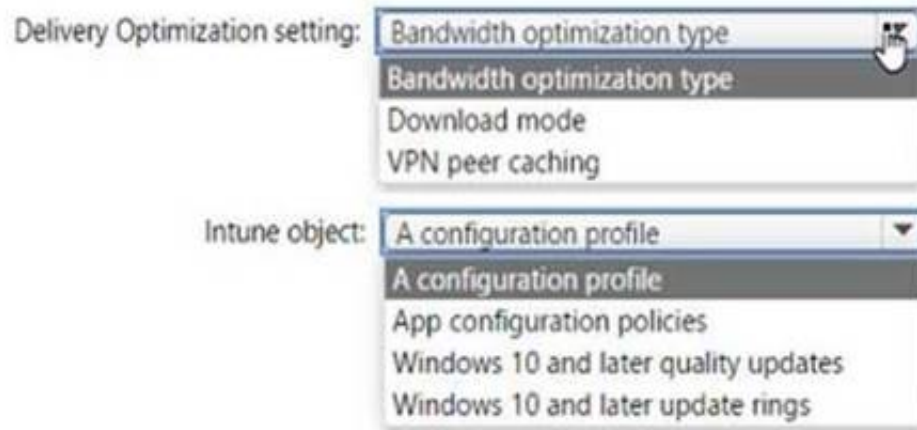 Delivery Optimization setting: Bandwidth optimization type
Bandwidth optimization type
Download mode
VPN peer caching
Intune object: A configuration profile
A configuration profile
App configuration policies
Windows 10 and later quality updates
Windows 10 and later update rings